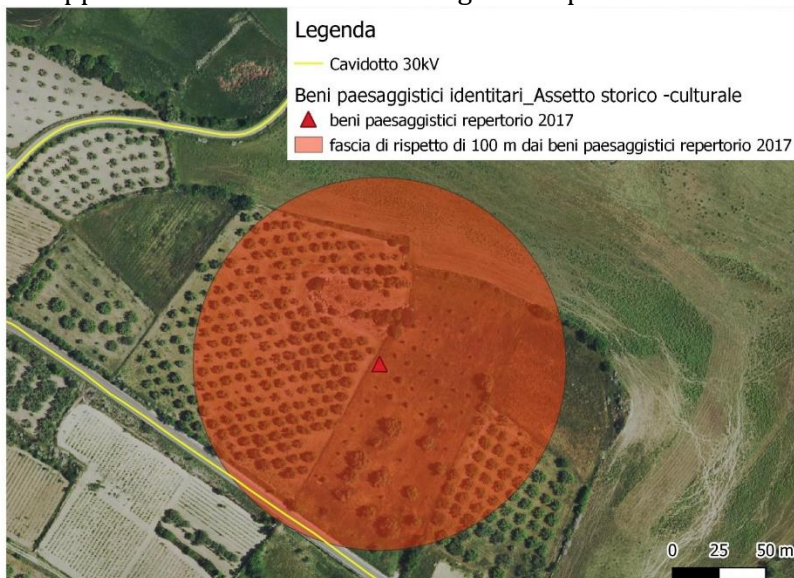 Legenda
Cavidotto 30kV
Beni paesaggistici identitari_Assetto storico -culturale
beni paesaggistici repertorio 2017
fascia di rispetto di 100 m dai beni paesaggistici repertorio 2017
0 25 50 m